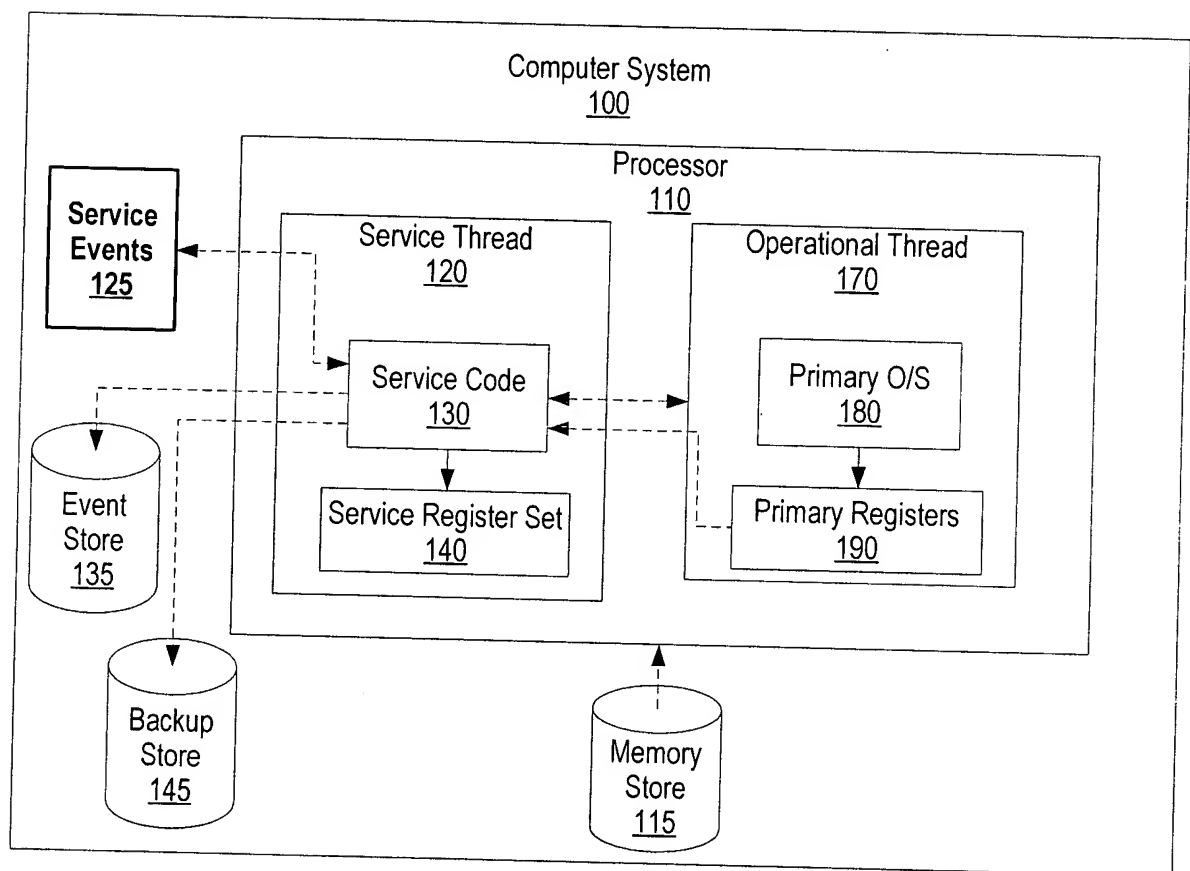 Computer System
100
Processor
110
Service
Events
125
Service Thread
120
Operational Thread
170
Service Code
130
Primary O/S
180
Service Register Set
140
Primary Registers
190
Event
Store
135
Backup
Store
145
Memory
Store
115